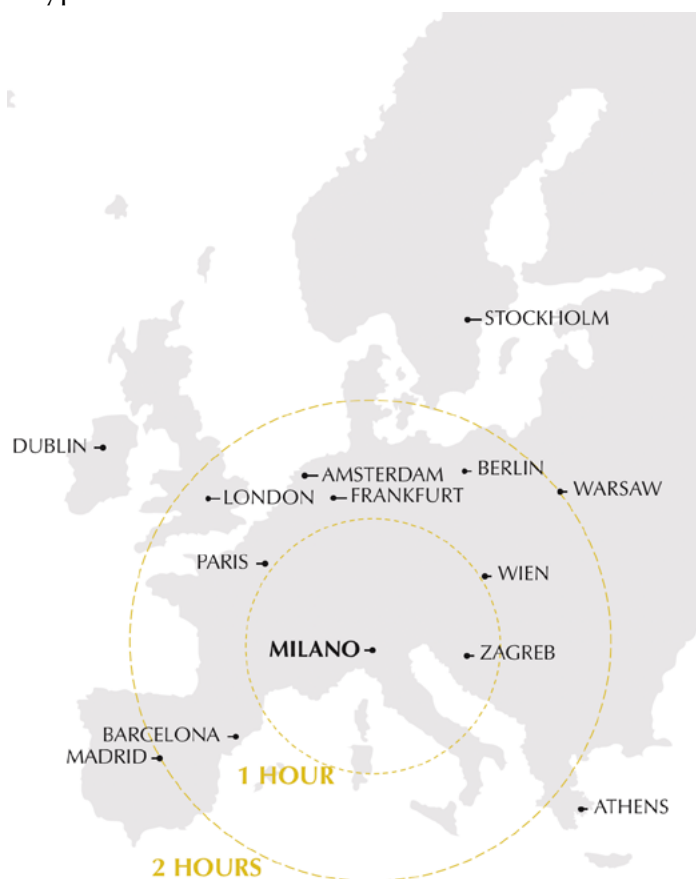 STOCKHOLM
DUBLIN
AMSTERDAM
BERLIN
LONDON
FRANKFURT
WARSAW
PARIS
WIEN
MILANO
ZAGREB
BARCELONA
MADRID
1 HOUR
ATHENS
2 HOURS